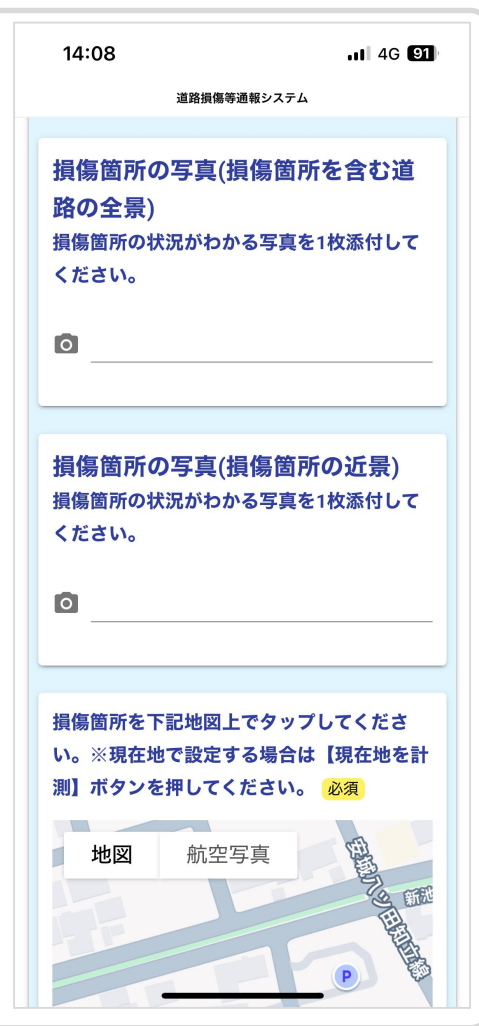 14:08
4G 91
道路損傷等通報システム
損傷箇所の写真(損傷箇所を含む道
路の全景)
損傷箇所の状況がわかる写真を1枚添付して
ください。
損傷箇所の写真(損傷箇所の近景)
損傷箇所の状況がわかる写真を1枚添付して
ください。
損傷箇所を下記地図上でタップしてくださ
い。※現在地で設定する場合は【現在地を計
測】ボタンを押してください。 必須
地図 航空写真
安城八ツ田知立線
新池
P